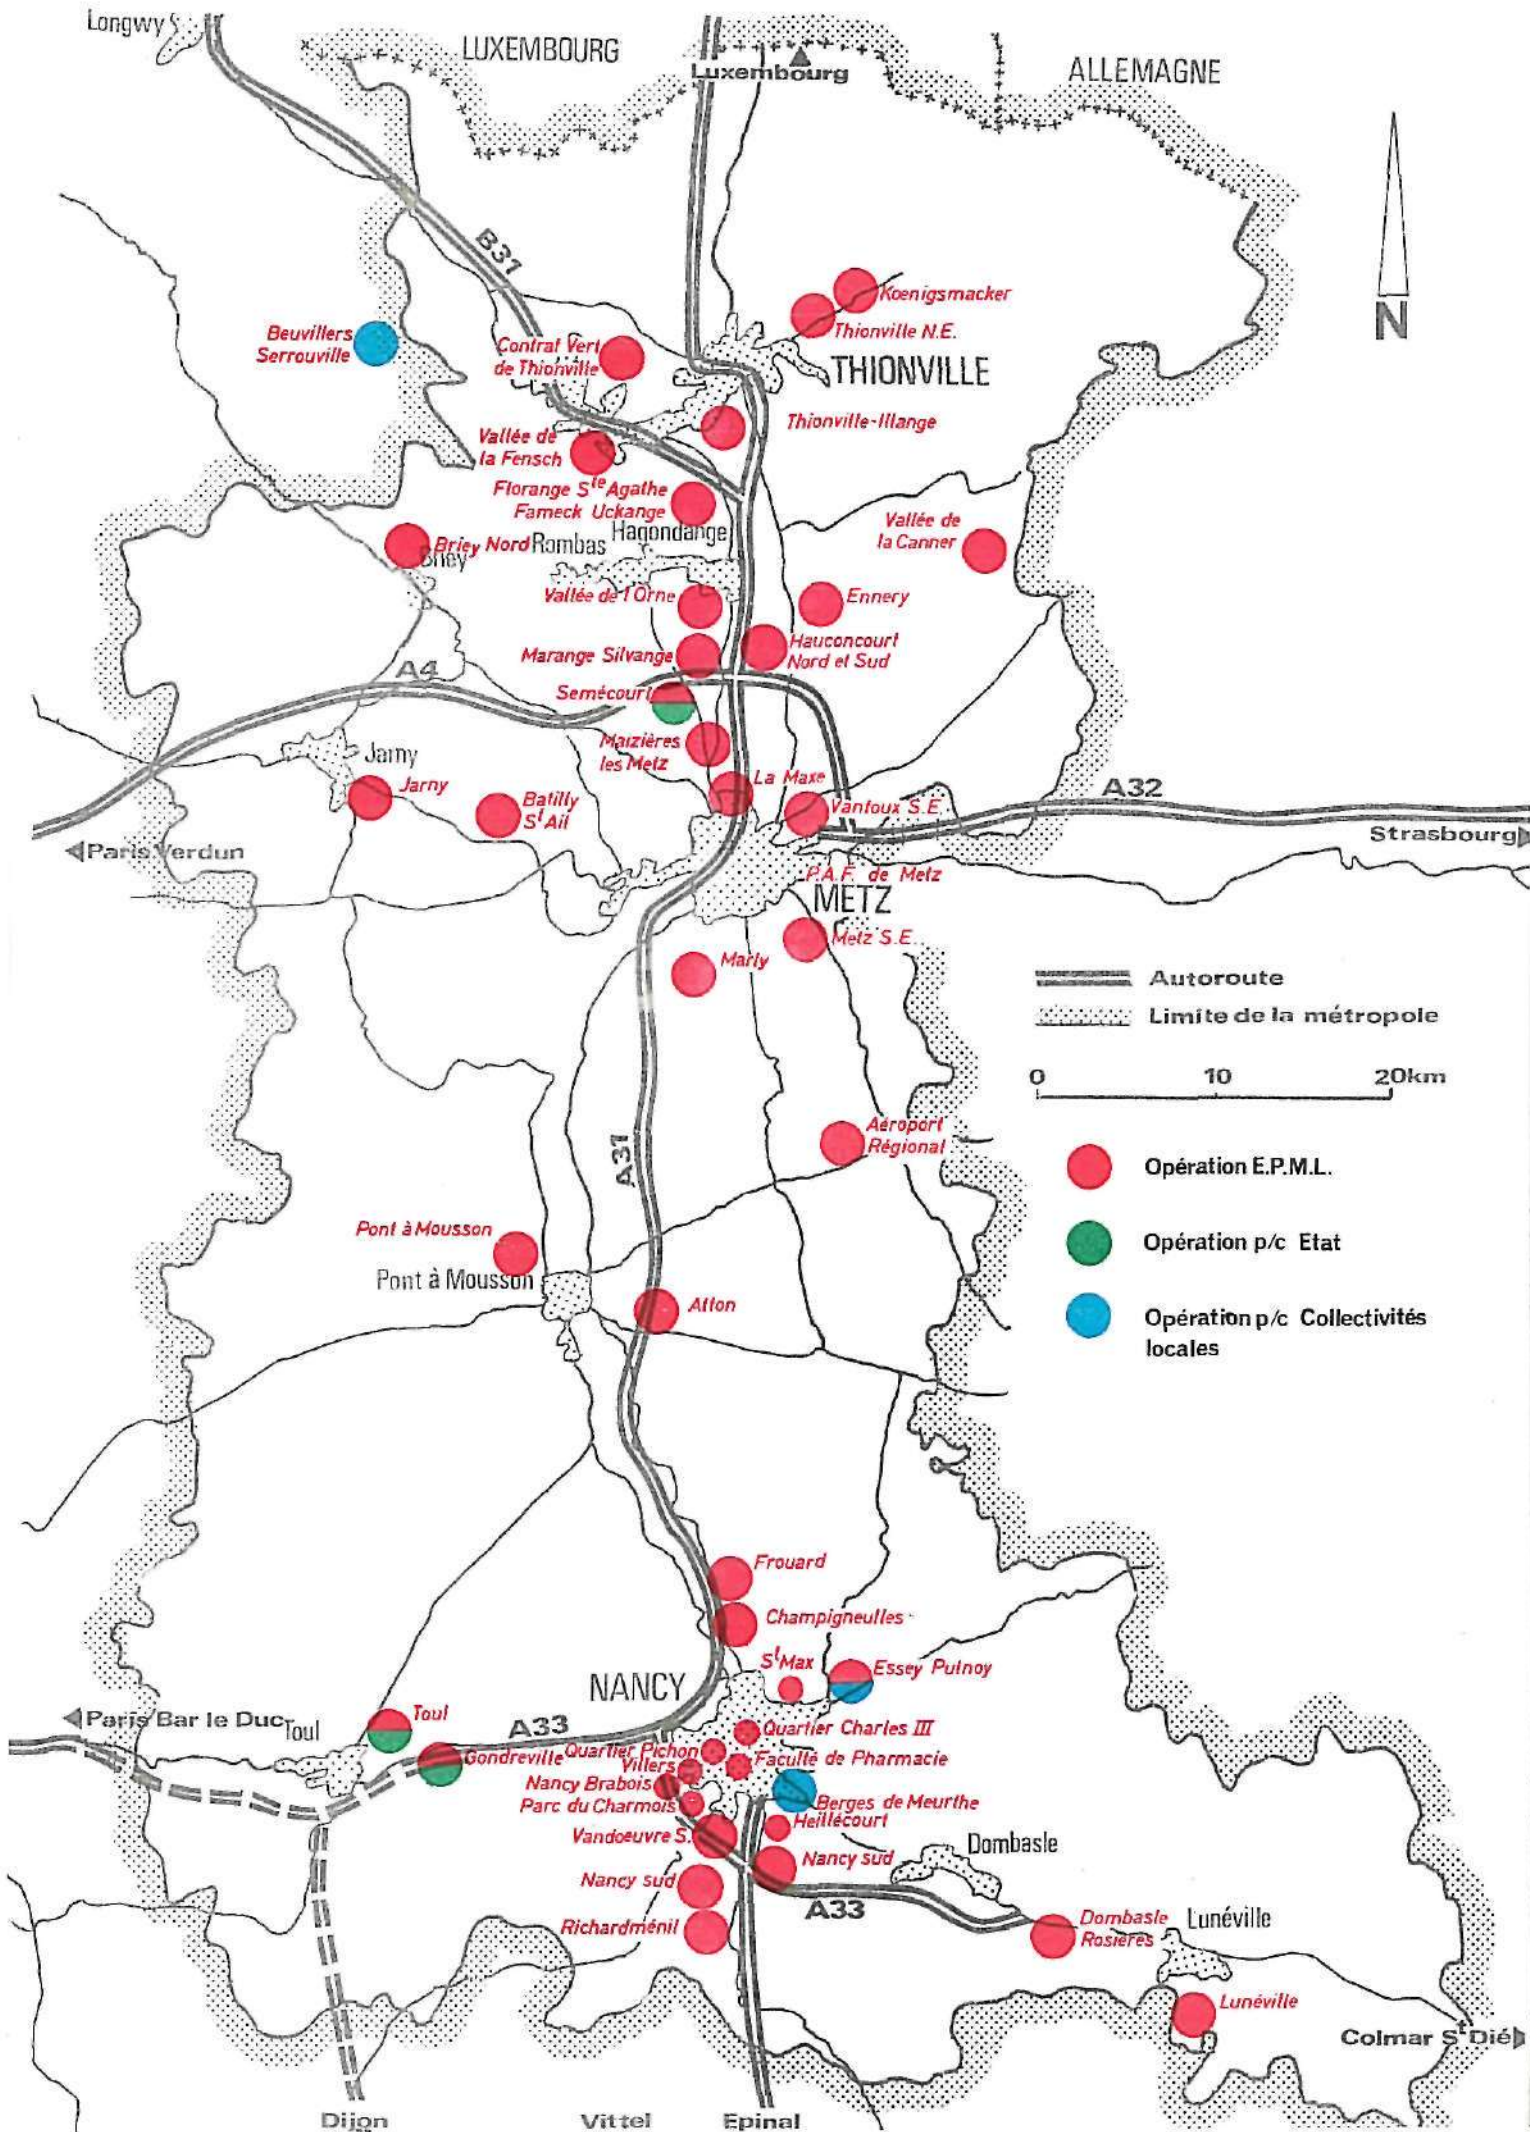 Longwy
LUXEMBOURG
Luxembourg
ALLEMAGNE
B31
N
Koenigsmacker
Thionville N.E.
Beuvillers
Serrouville
Contrat Vert
de Thionville
THIONVILLE
Thionville-Illange
Vallée de
la Fensch
Florange Ste Agathe
Fameck Uckange
Vallée de
la Canner
Briey Nord
Rombas
Hagondange
Briey
Vallée de l'Orne
Ennery
Marange Silvange
Hauconcourt
Nord et Sud
A4
Semécourt
Maizières
les Metz
Jarny
Jarny
Batilly
St Ail
La Maxe
Vantoux S.E.
A32
Strasbourg
Paris Verdun
P.A.F. de Metz
METZ
Metz S.E.
Marly
Autoroute
Limite de la métropole
0 10 20km
A31
Aéroport
Régional
Opération E.P.M.L.
Pont à Mousson
Opération p/c Etat
Pont à Mousson
Atton
Opération p/c Collectivités
locales
Frouard
Champigneulles
St Max
Essey Pulnoy
NANCY
Paris Bar le Duc
Toul
Toul
A33
Quartier Charles III
Gondreville
Quartier Pichon
Faculté de Pharmacie
Villers
Nancy Brabois
Parc du Charmois
Berges de Meurthe
Heillécourt
Vandoeuvre S.
Dombasle
Nancy sud
Nancy sud
A33
Richardménil
Dombasle
Rosières
Lunéville
Lunéville
Colmar St Dié
Dijon
Vittel
Epinal